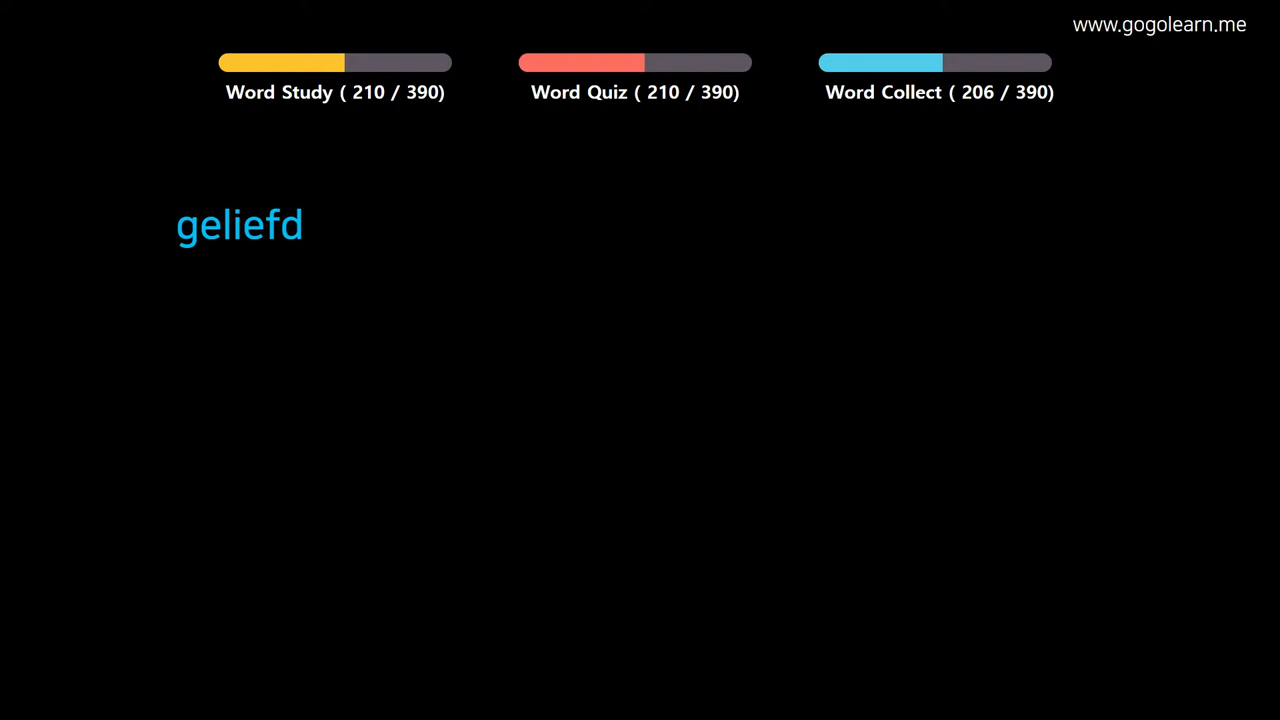 www.gogolearn.me
Word Study ( 210 / 390)
Word Quiz ( 210 / 390)
Word Collect ( 206 / 390)
geliefd